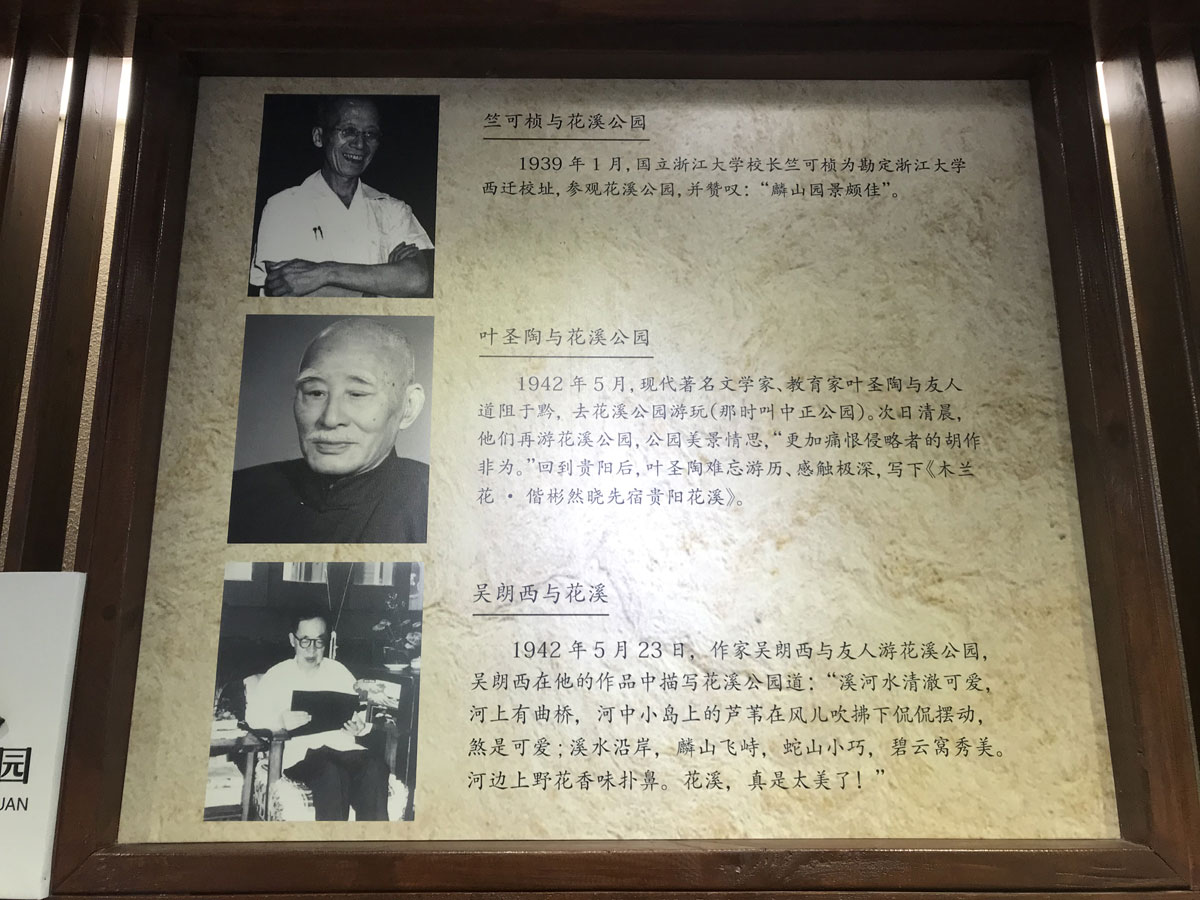 竺可桢与花溪公园
1939 年 1 月,国立浙江大学校长竺可桢为勘定浙江大学
西迁校址,参观花溪公园,并赞叹:“麟山园景颇佳”。
叶圣陶与花溪公园
1942 年 5 月,现代著名文学家、教育家叶圣陶与友人
道阻于黔,去花溪公园游玩(那时叫中正公园)。次日清晨,
他们再游花溪公园,公园美景情思,“更加痛恨侵略者的胡作
非为。”回到贵阳后,叶圣陶难忘游历、感触极深,写下《木兰
花 · 偕彬然晓先宿贵阳花溪》。
吴朗西与花溪
1942 年 5 月 23 日,作家吴朗西与友人游花溪公园,
吴朗西在他的作品中描写花溪公园道:“溪河水清澈可爱,
河上有曲桥,河中小岛上的芦苇在风儿吹拂下侃侃摆动,
煞是可爱;溪水沿岸,麟山飞峙,蛇山小巧,碧云窝秀美。
河边上野花香味扑鼻。花溪,真是太美了!”
园
UAN